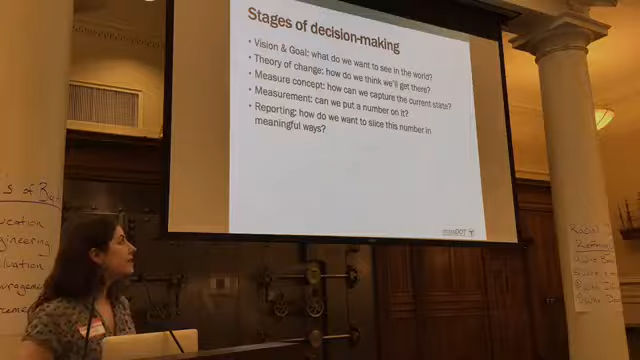 Stages of decision-making
• Vision & Goal: what do we want to see in the world?
• Theory of change: how do we think we'll get there?
• Measure concept: how can we capture the current state?
• Measurement: can we put a number on it?
• Reporting: how do we want to slice this number in
meaningful ways?
s of
Racial